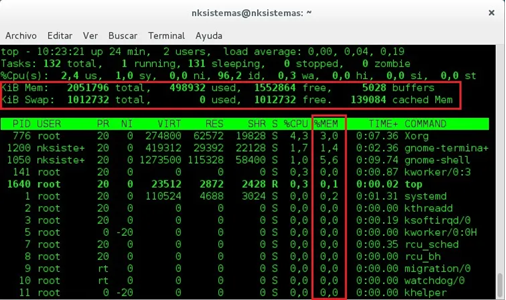 nksistemas@nksistemas: ~
Archivo Editar Ver Buscar Terminal Ayuda
top - 10:23:21 up 24 min, 2 users, load average: 0,00, 0,04, 0,19
Tasks: 132 total, 1 running, 131 sleeping, 0 stopped, 0 zombie
%Cpu(s): 2,4 us, 1,0 sy, 0,0 ni, 96,2 id, 0,3 wa, 0,0 hi, 0,0 si, 0,0 st
KiB Mem: 2051796 total, 498932 used, 1552864 free. 5028 buffers
KiB Swap: 1012732 total, 0 used, 1012732 free. 139084 cached Mem
PID USER PR NI VIRT RES SHR S %CPU %MEM TIME+ COMMAND
776 root 20 0 274800 62572 19828 S 4,3 3,0 0:07.36 Xorg
1200 nksiste+ 20 0 419312 29392 22128 S 1,7 1,4 0:02.36 gnome-termina+
1050 nksiste+ 20 0 1273500 115328 58400 S 1,0 5,6 0:09.74 gnome-shell
141 root 20 0 0 0 0 S 0,3 0,0 0:00.87 kworker/0:3
1640 root 20 0 23512 2872 2428 R 0,3 0,1 0:00.02 top
1 root 20 0 110524 4688 3024 S 0,0 0,2 0:01.31 systemd
2 root 20 0 0 0 0 S 0,0 0,0 0:00.00 kthreadd
3 root 20 0 0 0 0 S 0,0 0,0 0:00.19 ksoftirqd/0
5 root 0 -20 0 0 0 S 0,0 0,0 0:00.00 kworker/0:0H
7 root 20 0 0 0 0 S 0,0 0,0 0:00.35 rcu_sched
8 root 20 0 0 0 0 S 0,0 0,0 0:00.00 rcu_bh
9 root rt 0 0 0 0 S 0,0 0,0 0:00.00 migration/0
10 root rt 0 0 0 0 S 0,0 0,0 0:00.00 watchdog/0
11 root 0 -20 0 0 0 S 0,0 0,0 0:00.00 khelper